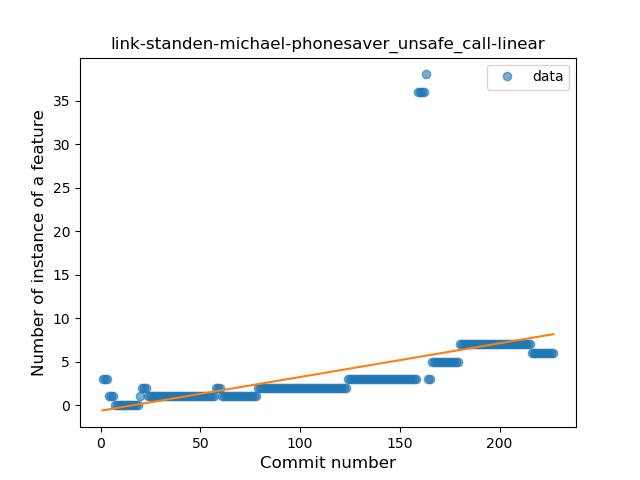 link-standen-michael-phonesaver_unsafe_call-linear
data
Number of instance of a feature
35
30
25
20
15
10
5
0
0 50 100 150 200
Commit number